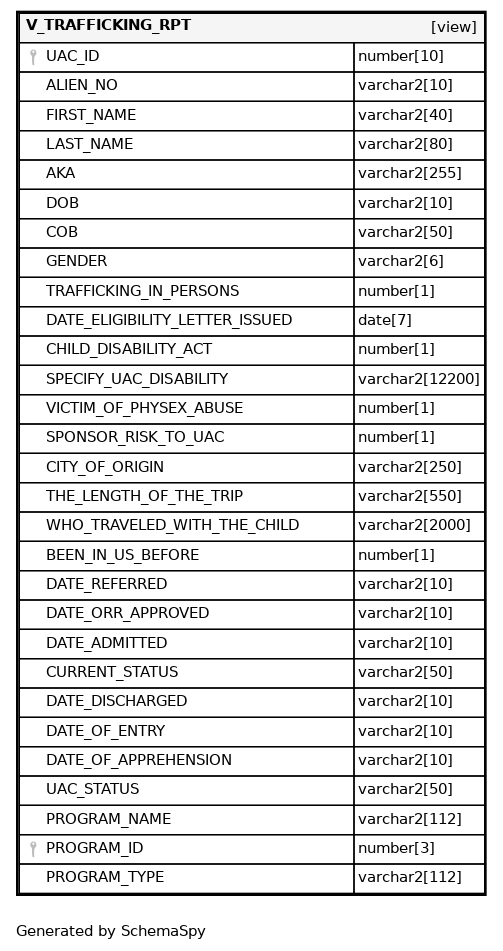 V_TRAFFICKING_RPT [view]
UAC_ID number[10]
ALIEN_NO varchar2[10]
FIRST_NAME varchar2[40]
LAST_NAME varchar2[80]
AKA varchar2[255]
DOB varchar2[10]
COB varchar2[50]
GENDER varchar2[6]
TRAFFICKING_IN_PERSONS number[1]
DATE_ELIGIBILITY_LETTER_ISSUED date[7]
CHILD_DISABILITY_ACT number[1]
SPECIFY_UAC_DISABILITY varchar2[12200]
VICTIM_OF_PHYSEX_ABUSE number[1]
SPONSOR_RISK_TO_UAC number[1]
CITY_OF_ORIGIN varchar2[250]
THE_LENGTH_OF_THE_TRIP varchar2[550]
WHO_TRAVELED_WITH_THE_CHILD varchar2[2000]
BEEN_IN_US_BEFORE number[1]
DATE_REFERRED varchar2[10]
DATE_ORR_APPROVED varchar2[10]
DATE_ADMITTED varchar2[10]
CURRENT_STATUS varchar2[50]
DATE_DISCHARGED varchar2[10]
DATE_OF_ENTRY varchar2[10]
DATE_OF_APPREHENSION varchar2[10]
UAC_STATUS varchar2[50]
PROGRAM_NAME varchar2[112]
PROGRAM_ID number[3]
PROGRAM_TYPE varchar2[112]
Generated by SchemaSpy